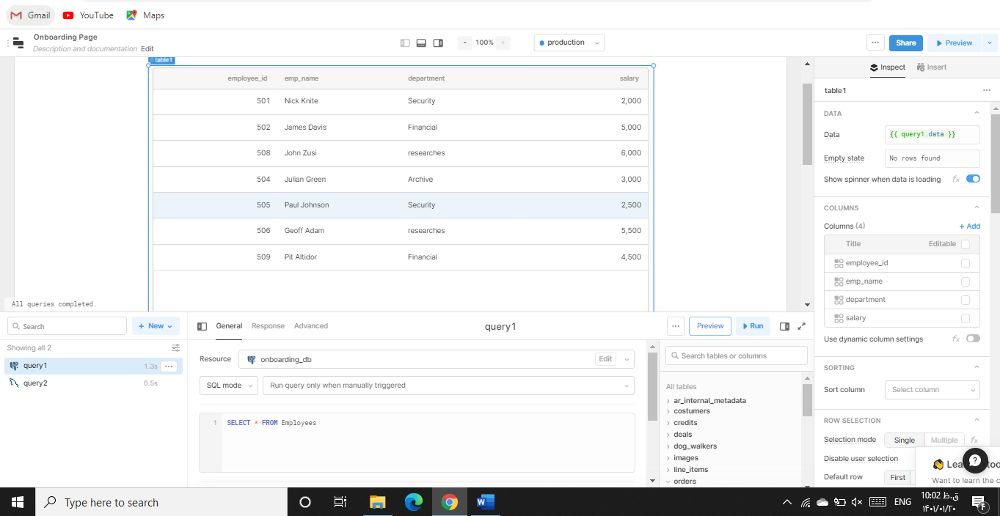 Gmail YouTube Maps
Onboarding Page
Description and documentation Edit
- 100% +
production
... Share Preview
Inspect Insert
table1
employee_id emp_name department salary
501 Nick Knite Security 2,000
502 James Davis Financial 5,000
508 John Zusi researches 6,000
504 Julian Green Archive 3,000
505 Paul Johnson Security 2,500
506 Geoff Adam researches 5,500
509 Pit Altidor Financial 4,500
All queries completed.
table1 ...
DATA
Data {{ query1.data }}
Empty state No rows found
Show spinner when data is loading fx
COLUMNS
Columns (4) + Add
Title Editable
employee_id
emp_name
department
salary
Use dynamic column settings fx
SORTING
Sort column Select column
ROW SELECTION
Selection mode Single Multiple fx
Disable user selection
Default row First
Search + New
Showing all 2
query1 1.3s ...
query2 0.5s
General Response Advanced query1 ... Preview Run
Resource onboarding_db Edit
SQL mode Run query only when manually triggered
1 SELECT * FROM Employees
Search tables or columns
All tables
ar_internal_metadata
costumers
credits
deals
dog_walkers
images
line_items
orders
?
Want to learn the
Type here to search
W
ENG
10:02 ق.ظ
۱۴۰۱/۰۱/۲۰
۴